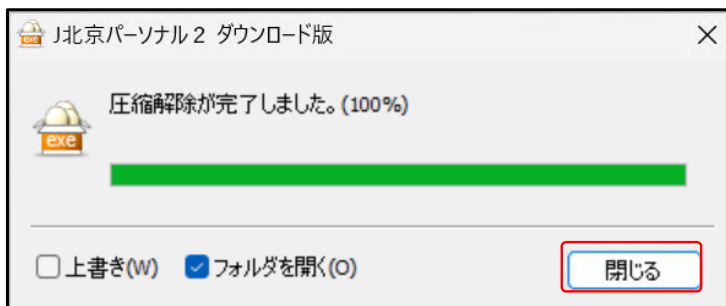 J北京パーソナル２ ダウンロード版
exe
圧縮解除が完了しました。(100%)
exe
上書き(W) フォルダを開く(O) 閉じる